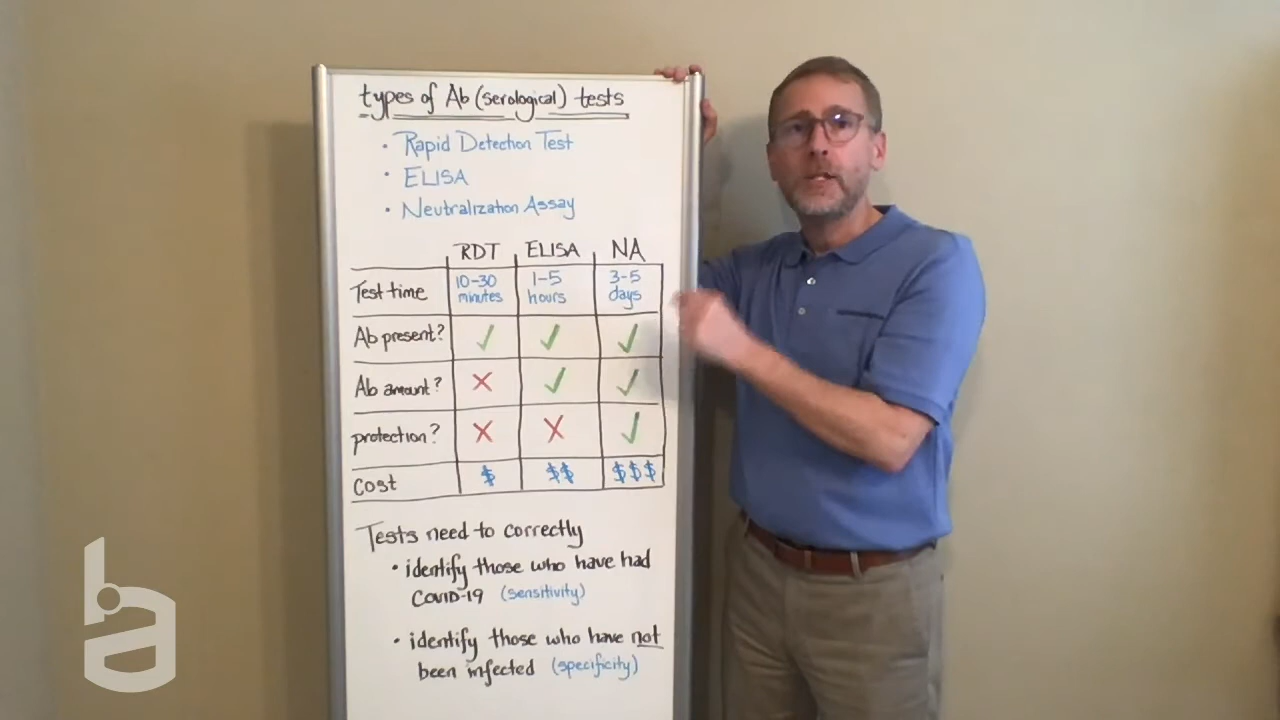 types of Ab (serological) tests
• Rapid Detection Test
• ELISA
• Neutralization Assay
RDT ELISA NA
Test time 10-30 minutes 1-5 hours 3-5 days
Ab present? ✓ ✓ ✓
Ab amount? X ✓ ✓
protection? X X ✓
cost $ $$ $$$
Tests need to correctly
• identify those who have had
COVID-19 (sensitivity)
• identify those who have not
been infected (specificity)
ba